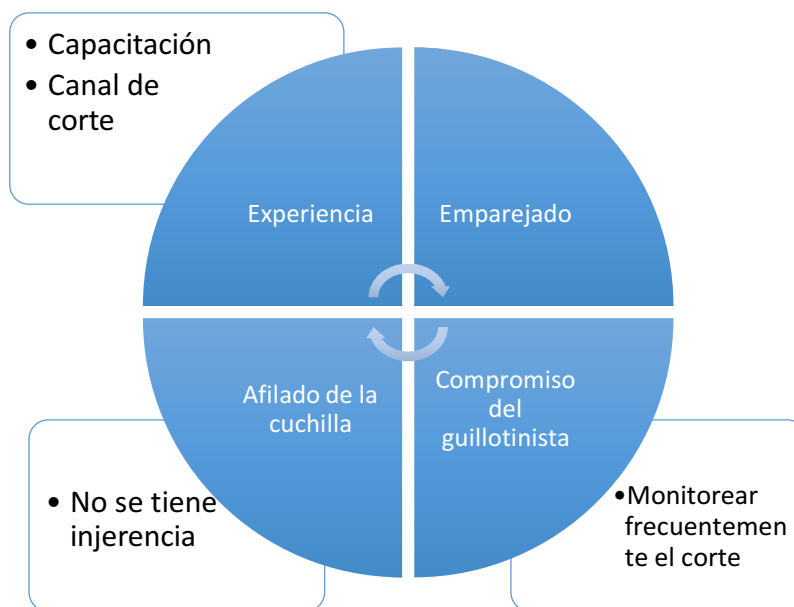 • Capacitación
• Canal de
corte
Experiencia
Emparejado
Afilado de la
cuchilla
Compromiso
del
guillotinista
• No se tiene
injerencia
•Monitorear
frecuentemen
te el corte